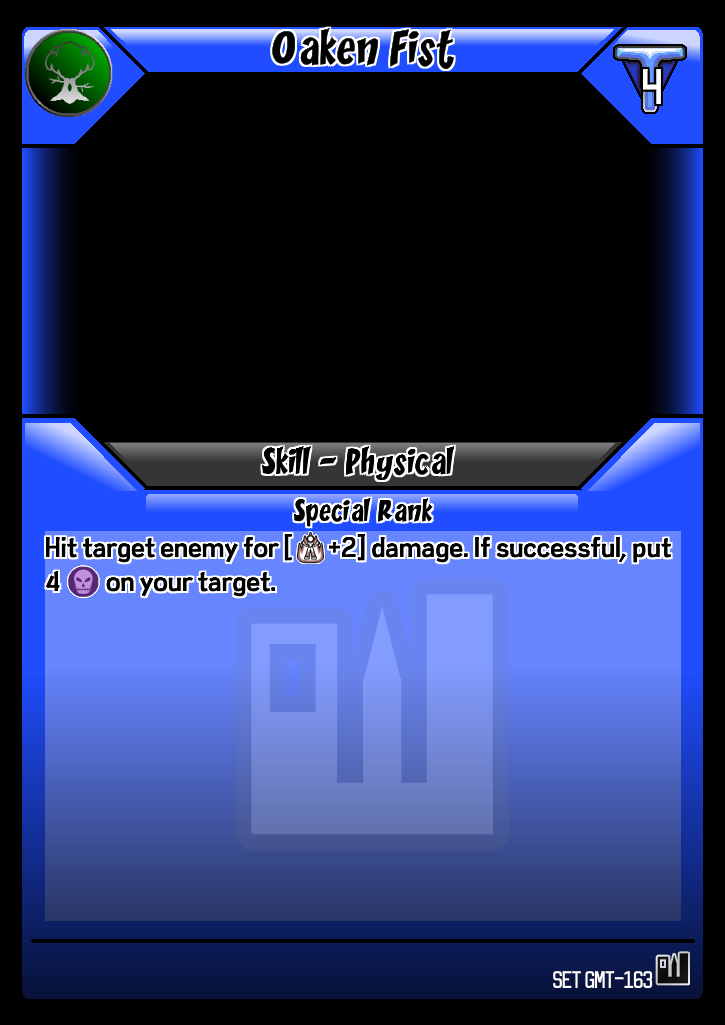 Oaken Fist
4
Skill - Physical
Special Rank
Hit target enemy for [ +2] damage. If successful, put
4 on your target.
SET GMT-163